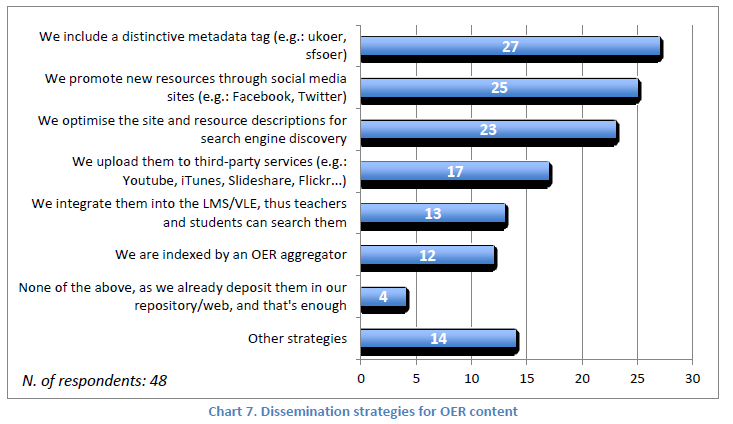 We include a distinctive metadata tag (e.g.: ukoer,
sfsoer)
27
We promote new resources through social media
sites (e.g.: Facebook, Twitter)
25
We optimise the site and resource descriptions for
search engine discovery
23
We upload them to third-party services (e.g.:
Youtube, iTunes, Slideshare, Flickr...)
17
We integrate them into the LMS/VLE, thus teachers
and students can search them
13
We are indexed by an OER aggregator
12
None of the above, as we already deposit them in our
repository/web, and that's enough
4
Other strategies
14
N. of respondents: 48
0 5 10 15 20 25 30
Chart 7. Dissemination strategies for OER content